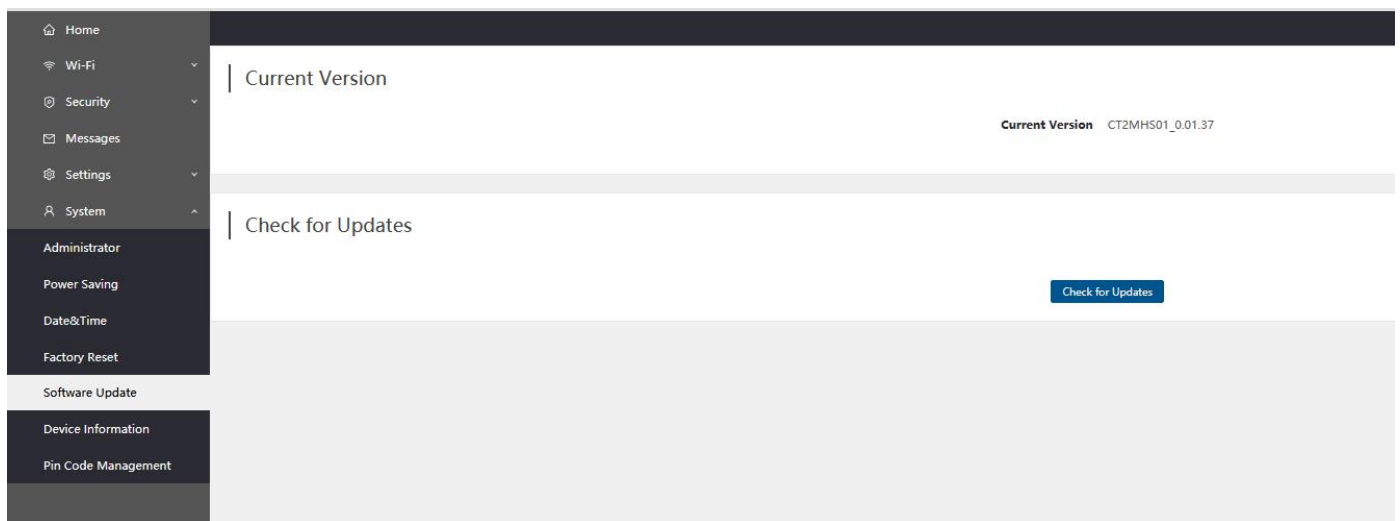 Home
Wi-Fi
Security
Messages
Settings
System
Administrator
Power Saving
Date&Time
Factory Reset
Software Update
Device Information
Pin Code Management
Current Version
Current Version CT2MHS01_0.01.37
Check for Updates
Check for Updates